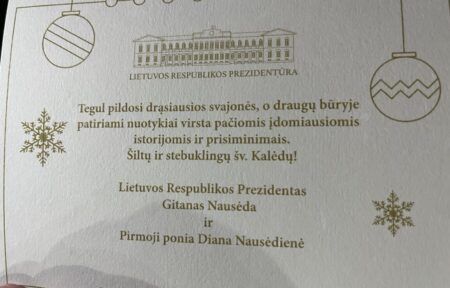 LIETUVOS RESPUBLIKOS PREZIDENTŪRA
Tegul pildosi drąsiausios svajonės, o draugų būryje
patiriami nuotykiai virsta pačiomis įdomiausiomis
istorijomis ir prisiminimais.
Šiltų ir stebuklingų šv. Kalėdų!
Lietuvos Respublikos Prezidentas
Gitanas Nausėda
ir
Pirmoji ponia Diana Nausėdienė